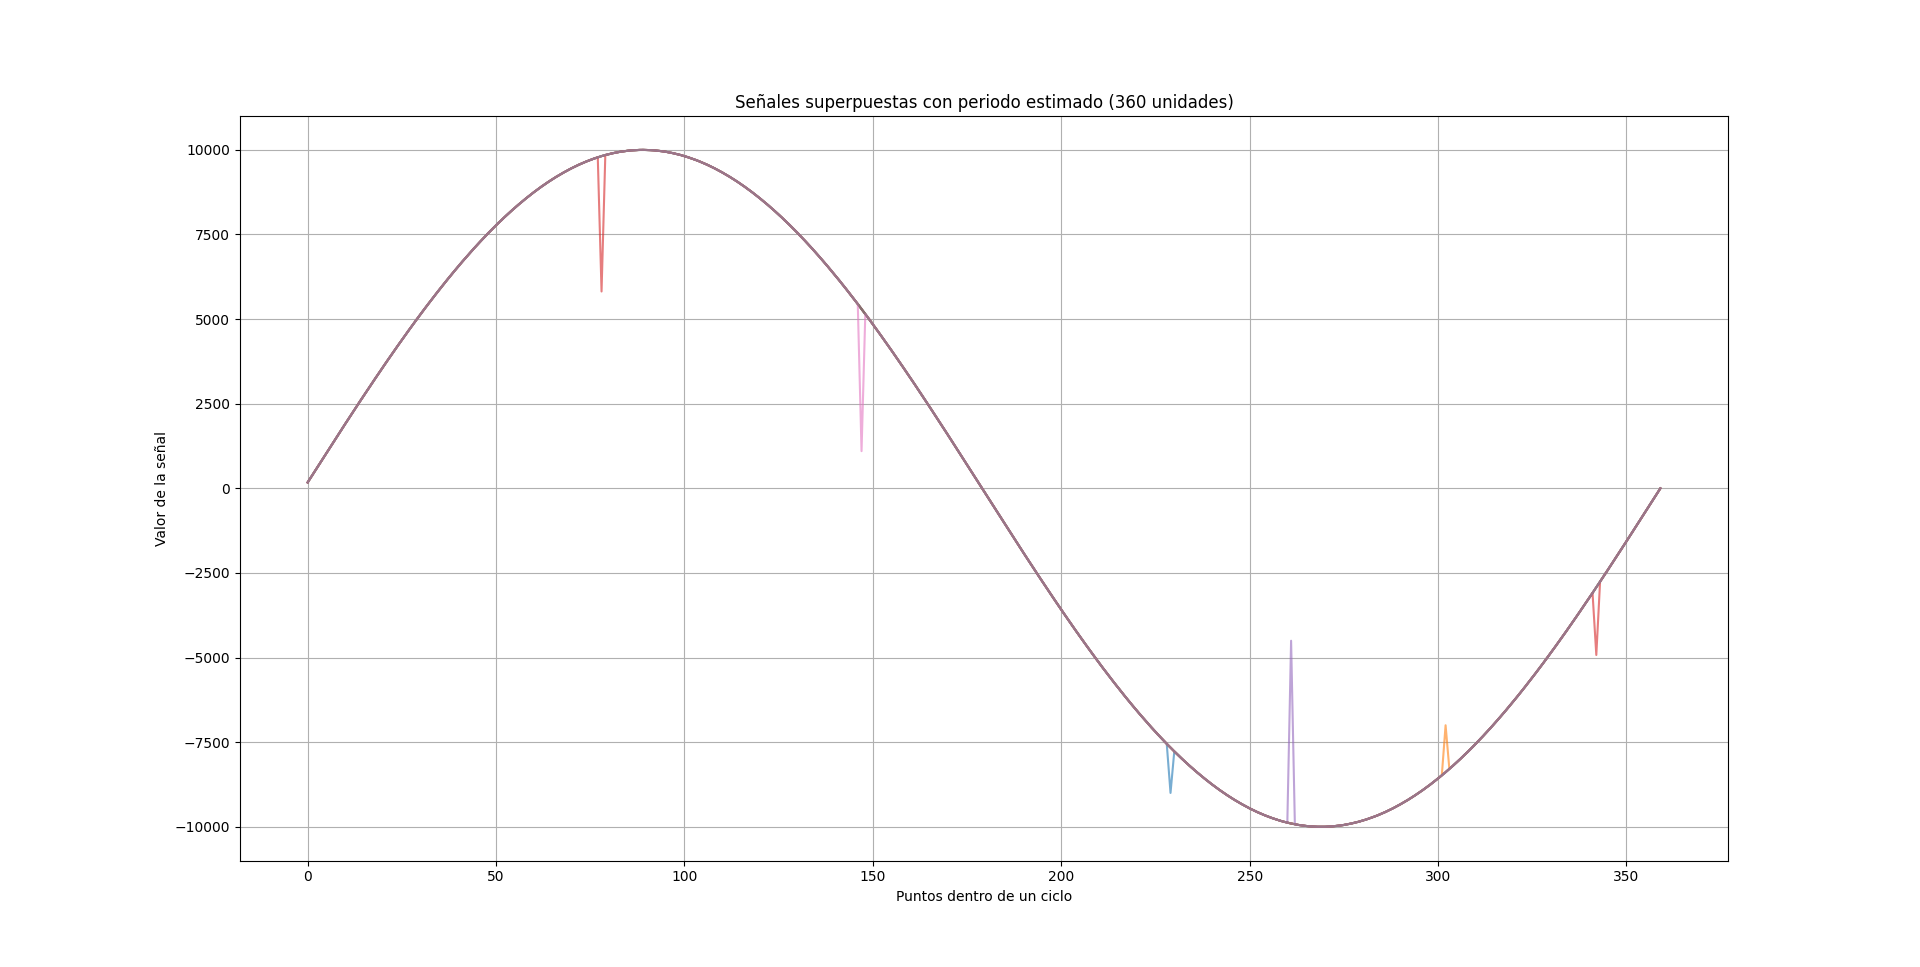 Señales superpuestas con periodo estimado (360 unidades)
10000
7500
5000
2500
0
−2500
−5000
−7500
−10000
Valor de la señal
0 50 100 150 200 250 300 350
Puntos dentro de un ciclo